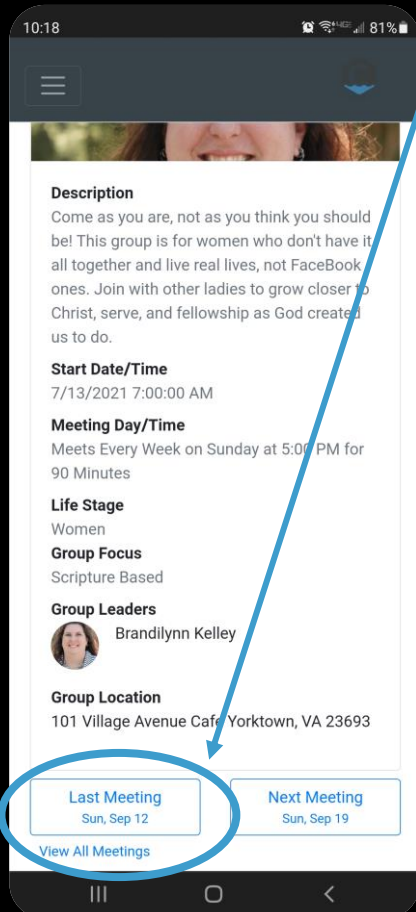 10:18 81%
Description
Come as you are, not as you think you should
be! This group is for women who don't have it
all together and live real lives, not FaceBook
ones. Join with other ladies to grow closer to
Christ, serve, and fellowship as God created
us to do.
Start Date/Time
7/13/2021 7:00:00 AM
Meeting Day/Time
Meets Every Week on Sunday at 5:00 PM for
90 Minutes
Life Stage
Women
Group Focus
Scripture Based
Group Leaders
Brandilynn Kelley
Group Location
101 Village Avenue Cafe Yorktown, VA 23693
Last Meeting Next Meeting
Sun, Sep 12 Sun, Sep 19
View All Meetings